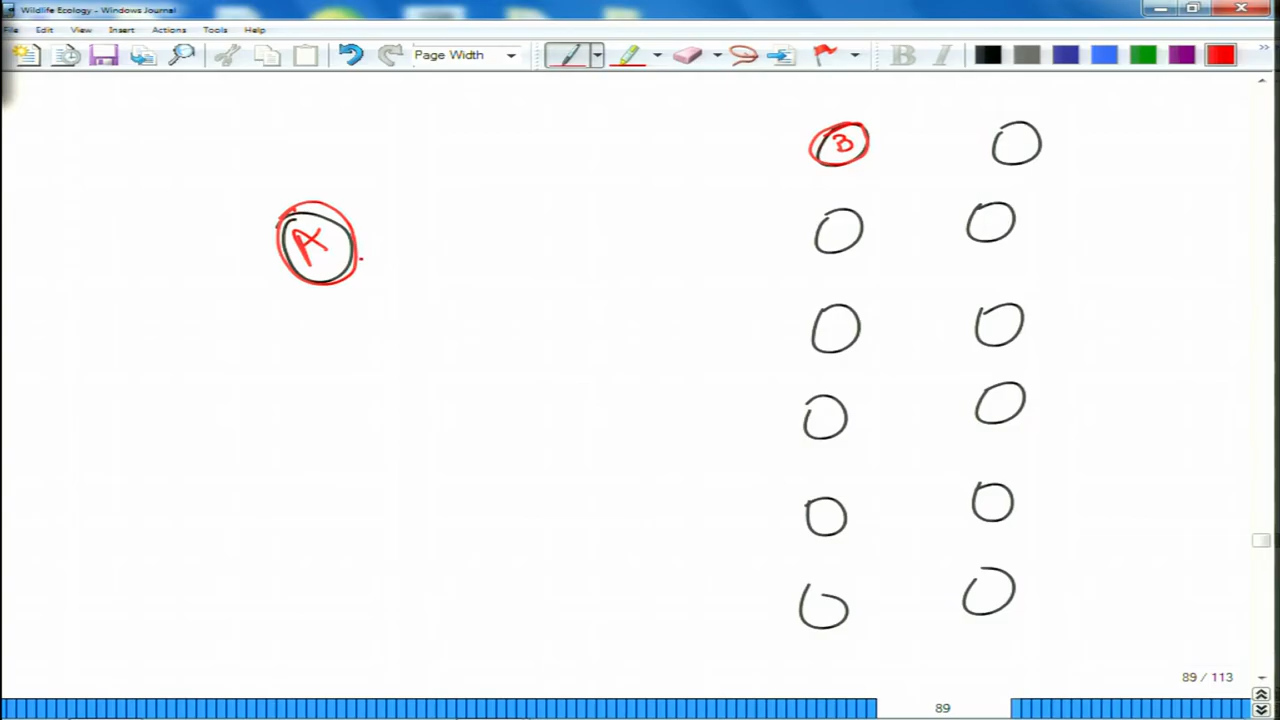 Wildlife Ecology - Windows Journal
File Edit View Insert Actions Tools Help
Page Width B I
B
A
89 / 113
89